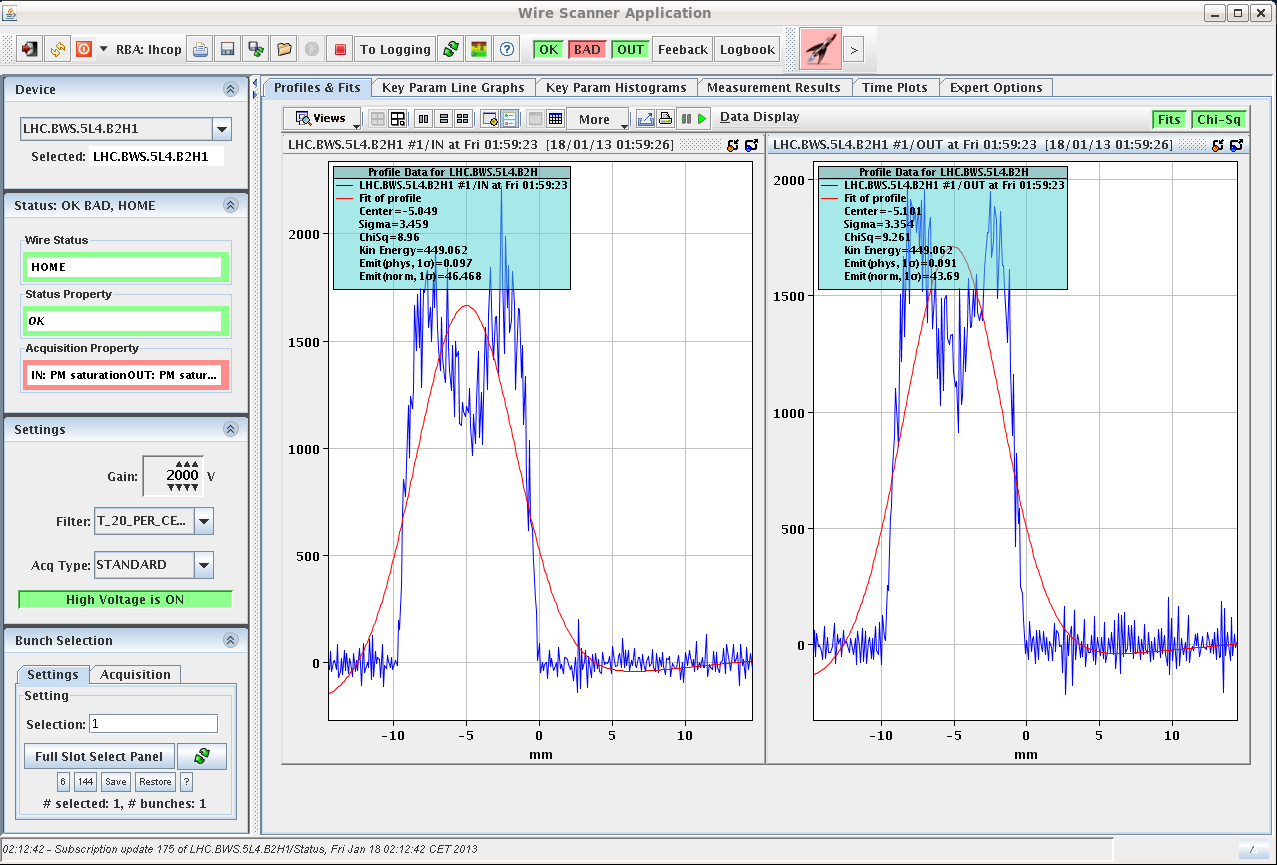 Wire Scanner Application
RBA: lhcop
To Logging
OK
BAD
OUT
Feeback
Logbook
>
Device
LHC.BWS.5L4.B2H1
Selected: LHC.BWS.5L4.B2H1
Status: OK BAD, HOME
Wire Status
HOME
Status Property
OK
Acquisition Property
IN: PM saturationOUT: PM satur...
Settings
Gain: 2000 V
Filter: T_20_PER_CE...
Acq Type: STANDARD
High Voltage is ON
Bunch Selection
Settings
Acquisition
Setting
Selection: 1
Full Slot Select Panel
6
144
Save
Restore
?
# selected: 1, # bunches: 1
Profiles & Fits
Key Param Line Graphs
Key Param Histograms
Measurement Results
Time Plots
Expert Options
Views
More
Data Display
Fits
Chi-Sq
LHC.BWS.5L4.B2H1 #1/IN at Fri 01:59:23 [18/01/13 01:59:26]
Profile Data for LHC.BWS.5L4.B2H
LHC.BWS.5L4.B2H1 #1/IN at Fri 01:59:23
Fit of profile
Center=-5.049
Sigma=3.459
ChiSq=8.96
Kin Energy=449.062
Emit(phys, 1σ)=0.097
Emit(norm, 1σ)=46.468
2000
1500
1000
500
0
-10
-5
0
5
10
mm
LHC.BWS.5L4.B2H1 #1/OUT at Fri 01:59:23 [18/01/13 01:59:26]
Profile Data for LHC.BWS.5L4.B2H
LHC.BWS.5L4.B2H1 #1/OUT at Fri 01:59:23
Fit of profile
Center=-5.101
Sigma=3.354
ChiSq=9.261
Kin Energy=449.062
Emit(phys, 1σ)=0.091
Emit(norm, 1σ)=43.69
2000
1500
1000
500
0
-10
-5
0
5
10
mm
02:12:42 - Subscription update 175 of LHC.BWS.5L4.B2H1/Status, Fri Jan 18 02:12:42 CET 2013